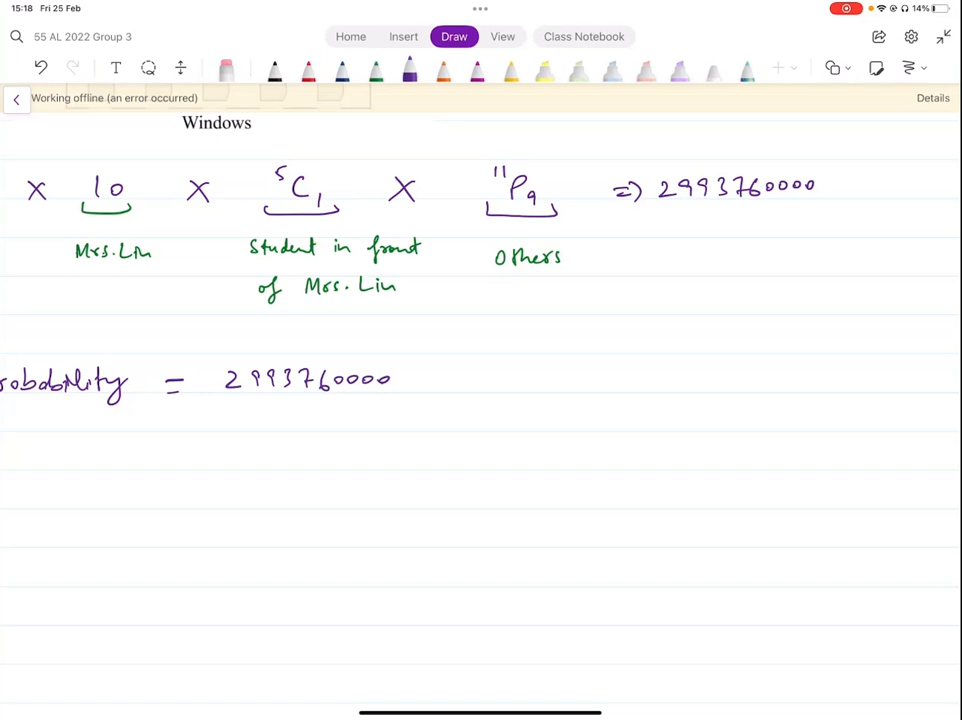 15:18 Fri 25 Feb 14%
55 AL 2022 Group 3 Home Insert Draw View Class Notebook
Working offline (an error occurred) Details
Windows
X 10 X ⁵C₁ X ¹¹P₉ => 2993760000
Mrs. Lin Student in front of Mrs. Lin Others
robability = 2993760000